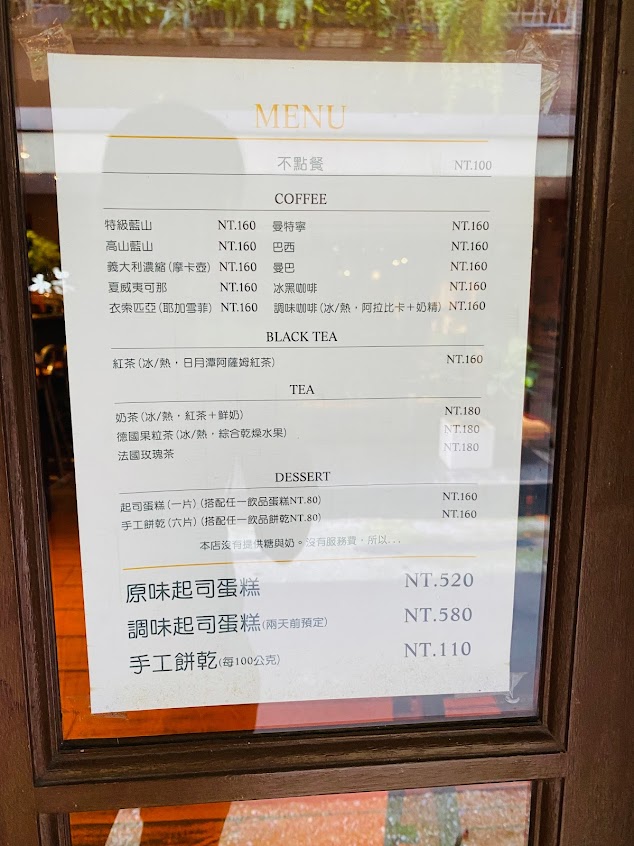 MENU
不點餐 NT.100
COFFEE
特級藍山 NT.160 曼特寧 NT.160
高山藍山 NT.160 巴西 NT.160
義大利濃縮(摩卡壺) NT.160 曼巴 NT.160
夏威夷可那 NT.160 冰黑咖啡 NT.160
衣索匹亞(耶加雪菲) NT.160 調味咖啡(冰/熱,阿拉比卡+奶精) NT.160
BLACK TEA
紅茶(冰/熱,日月潭阿薩姆紅茶) NT.160
TEA
奶茶(冰/熱,紅茶+鮮奶) NT.180
德國果粒茶(冰/熱,綜合乾燥水果) NT.180
法國玫瑰茶 NT.180
DESSERT
起司蛋糕(一片)(搭配任一飲品蛋糕NT.80) NT.160
手工餅乾(六片)(搭配任一飲品餅乾NT.80) NT.160
本店沒有提供糖與奶。沒有服務費,所以...
原味起司蛋糕 NT.520
調味起司蛋糕(兩天前預定) NT.580
手工餅乾(每100公克) NT.110